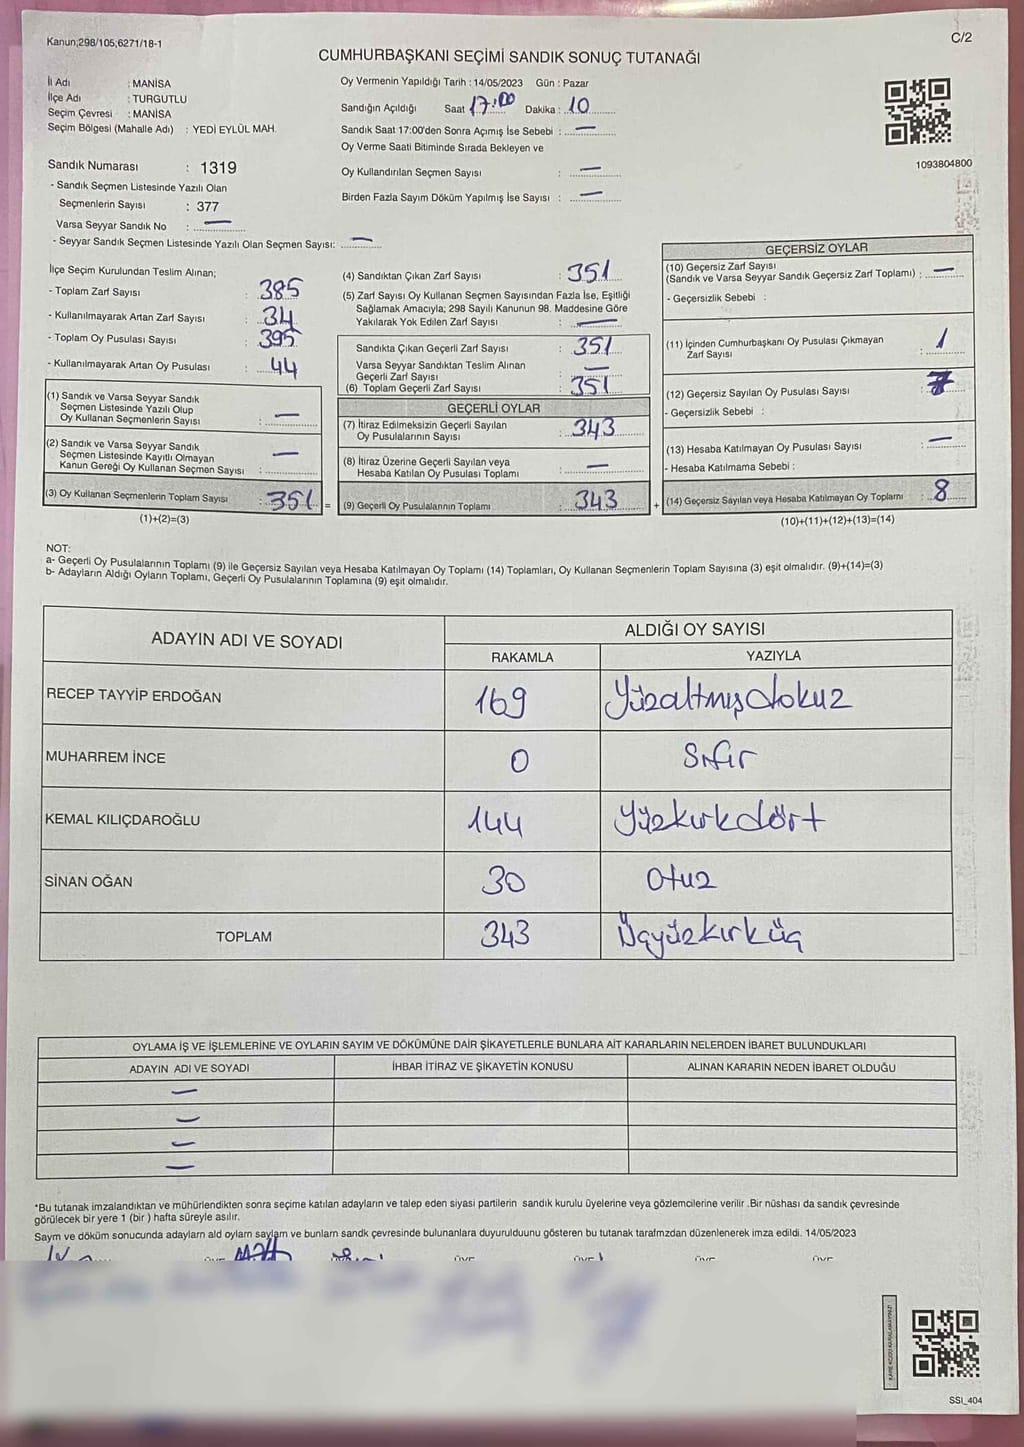 Kanun;298/105;6271/18-1
C/2
CUMHURBAŞKANI SEÇİMİ SANDIK SONUÇ TUTANAĞI
İl Adı : MANİSA
İlçe Adı : TURGUTLU
Seçim Çevresi : MANİSA
Seçim Bölgesi (Mahalle Adı) : YEDİ EYLÜL MAH.
Sandık Numarası : 1319
- Sandık Seçmen Listesinde Yazılı Olan
Seçmenlerin Sayısı : 377
Varsa Seyyar Sandık No : —
- Seyyar Sandık Seçmen Listesinde Yazılı Olan Seçmen Sayısı: —
Oy Vermenin Yapıldığı Tarih : 14/05/2023 Gün : Pazar
Sandığın Açıldığı Saat 17:00 Dakika : 10
Sandık Saat 17:00'den Sonra Açımış İse Sebebi : —
Oy Verme Saati Bitiminde Sırada Bekleyen ve
Oy Kullandırılan Seçmen Sayısı : —
Birden Fazla Sayım Döküm Yapılmış İse Sayısı : —
1093804800
İlçe Seçim Kurulundan Teslim Alınan;
- Toplam Zarf Sayısı : 385
- Kullanılmayarak Artan Zarf Sayısı : 34
- Toplam Oy Pusulası Sayısı : 395
- Kullanılmayarak Artan Oy Pusulası : 44
(1) Sandık ve Varsa Seyyar Sandık
Seçmen Listesinde Yazılı Olup
Oy Kullanan Seçmenlerin Sayısı : —
(2) Sandık ve Varsa Seyyar Sandık
Seçmen Listesinde Kayıtlı Olmayan
Kanun Gereği Oy Kullanan Seçmen Sayısı : —
(3) Oy Kullanan Seçmenlerin Toplam Sayısı : 351 =
(1)+(2)=(3)
(4) Sandıktan Çıkan Zarf Sayısı : 351
(5) Zarf Sayısı Oy Kullanan Seçmen Sayısından Fazla İse, Eşitliği
Sağlamak Amacıyla; 298 Sayılı Kanunun 98. Maddesine Göre
Yakılarak Yok Edilen Zarf Sayısı : —
Sandıkta Çıkan Geçerli Zarf Sayısı : 351
Varsa Seyyar Sandıktan Teslim Alınan
Geçerli Zarf Sayısı : —
(6) Toplam Geçerli Zarf Sayısı : 351
GEÇERLİ OYLAR
(7) İtiraz Edilmeksizin Geçerli Sayılan
Oy Pusulalarının Sayısı : 343
(8) İtiraz Üzerine Geçerli Sayılan veya
Hesaba Katılan Oy Pusulası Toplamı : —
(9) Geçerli Oy Pusulalarının Toplamı : 343 +
GEÇERSİZ OYLAR
(10) Geçersiz Zarf Sayısı
(Sandık ve Varsa Seyyar Sandık Geçersiz Zarf Toplamı) : —
- Geçersizlik Sebebi :
(11) İçinden Cumhurbaşkanı Oy Pusulası Çıkmayan
Zarf Sayısı : 1
(12) Geçersiz Sayılan Oy Pusulası Sayısı : 7
- Geçersizlik Sebebi :
(13) Hesaba Katılmayan Oy Pusulası Sayısı : —
- Hesaba Katılmama Sebebi :
(14) Geçersiz Sayılan veya Hesaba Katılmayan Oy Toplamı : 8
(10)+(11)+(12)+(13)=(14)
NOT:
a- Geçerli Oy Pusulalarının Toplamı (9) ile Geçersiz Sayılan veya Hesaba Katılmayan Oy Toplamı (14) Toplamları, Oy Kullanan Seçmenlerin Toplam Sayısına (3) eşit olmalıdır. (9)+(14)=(3)
b- Adayların Aldığı Oyların Toplamı, Geçerli Oy Pusulalarının Toplamına (9) eşit olmalıdır.
ADAYIN ADI VE SOYADI
ALDIĞI OY SAYISI
RAKAMLA YAZIYLA
RECEP TAYYİP ERDOĞAN 169 Yüzaltmışdokuz
MUHARREM İNCE 0 Sıfır
KEMAL KILIÇDAROĞLU 144 Yüzkırkdört
SİNAN OĞAN 30 Otuz
TOPLAM 343 Üçyüzkırküç
OYLAMA İŞ VE İŞLEMLERİNE VE OYLARIN SAYIM VE DÖKÜMÜNE DAİR ŞİKAYETLERLE BUNLARA AİT KARARLARIN NELERDEN İBARET BULUNDUKLARI
ADAYIN ADI VE SOYADI İHBAR İTİRAZ VE ŞİKAYETİN KONUSU ALINAN KARARIN NEDEN İBARET OLDUĞU
—
—
—
—
*Bu tutanak imzalandıktan ve mühürlendikten sonra seçime katılan adayların ve talep eden siyasi partilerin sandık kurulu üyelerine veya gözlemcilerine verilir .Bir nüshası da sandık çevresinde
görülecek bir yere 1 (bir ) hafta süreyle asılır.
Sayım ve döküm sonucunda adayların ald oyların sayların ve bunların sandk çevresinde bulunanlara duyurulduunu gösteren bu tutanak tarafmzdan düzenlenerek imza edildi. 14/05/2023
SSI_404